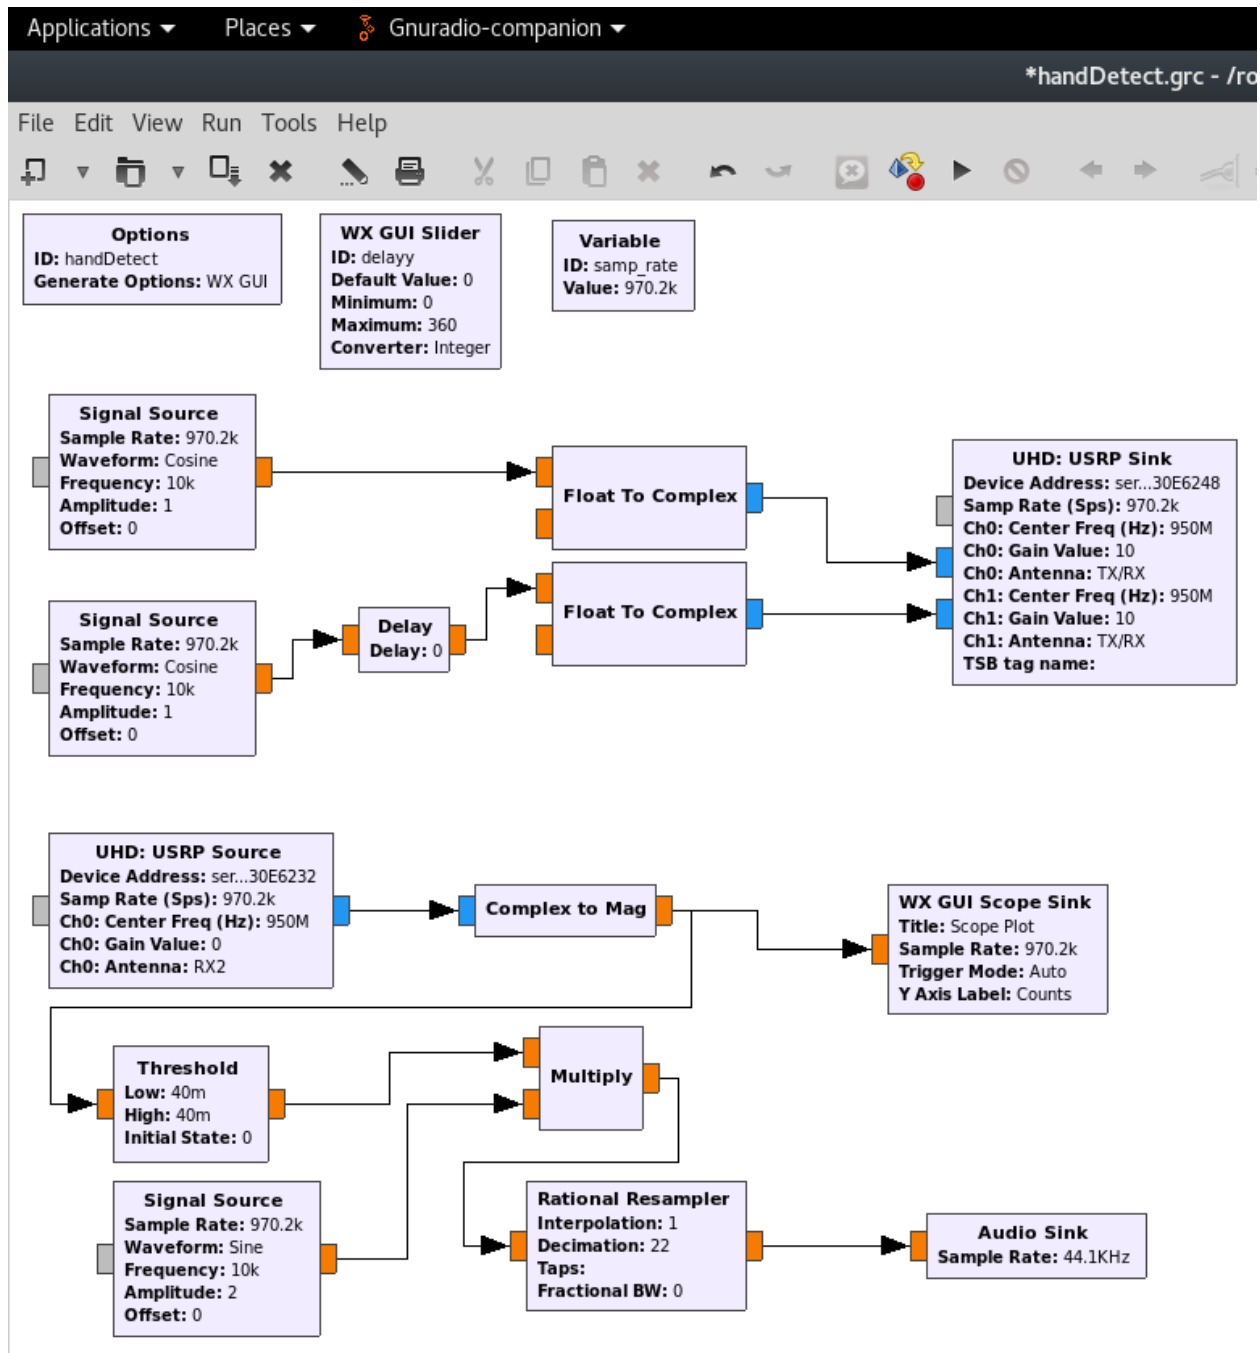 Applications Places Gnuradio-companion
*handDetect.grc - /ro
File Edit View Run Tools Help
Options
ID: handDetect
Generate Options: WX GUI
WX GUI Slider
ID: delayy
Default Value: 0
Minimum: 0
Maximum: 360
Converter: Integer
Variable
ID: samp_rate
Value: 970.2k
Signal Source
Sample Rate: 970.2k
Waveform: Cosine
Frequency: 10k
Amplitude: 1
Offset: 0
Float To Complex
UHD: USRP Sink
Device Address: ser...30E6248
Samp Rate (Sps): 970.2k
Ch0: Center Freq (Hz): 950M
Ch0: Gain Value: 10
Ch0: Antenna: TX/RX
Ch1: Center Freq (Hz): 950M
Ch1: Gain Value: 10
Ch1: Antenna: TX/RX
TSB tag name:
Signal Source
Sample Rate: 970.2k
Waveform: Cosine
Frequency: 10k
Amplitude: 1
Offset: 0
Delay
Delay: 0
Float To Complex
UHD: USRP Source
Device Address: ser...30E6232
Samp Rate (Sps): 970.2k
Ch0: Center Freq (Hz): 950M
Ch0: Gain Value: 0
Ch0: Antenna: RX2
Complex to Mag
WX GUI Scope Sink
Title: Scope Plot
Sample Rate: 970.2k
Trigger Mode: Auto
Y Axis Label: Counts
Threshold
Low: 40m
High: 40m
Initial State: 0
Multiply
Signal Source
Sample Rate: 970.2k
Waveform: Sine
Frequency: 10k
Amplitude: 2
Offset: 0
Rational Resampler
Interpolation: 1
Decimation: 22
Taps:
Fractional BW: 0
Audio Sink
Sample Rate: 44.1KHz